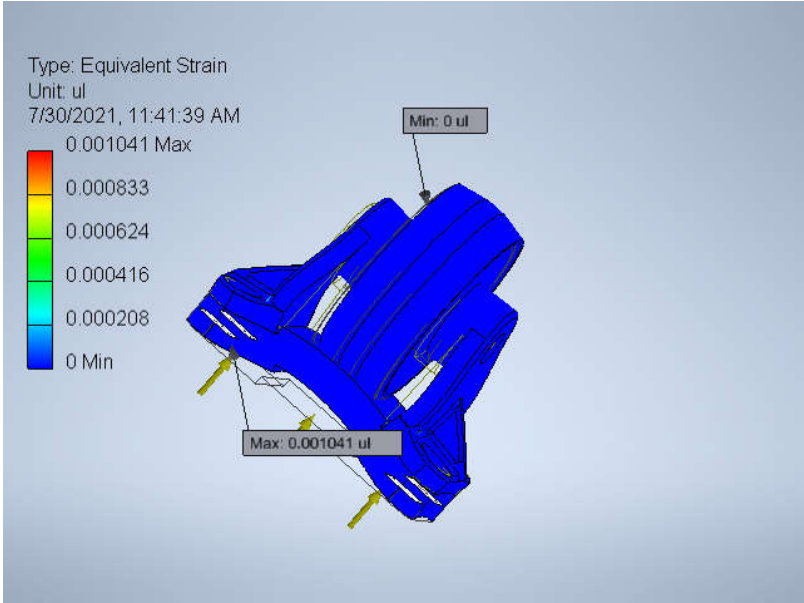 Type: Equivalent Strain
Unit: ul
7/30/2021, 11:41:39 AM
0.001041 Max
0.000833
0.000624
0.000416
0.000208
0 Min
Min: 0 ul
Max: 0.001041 ul